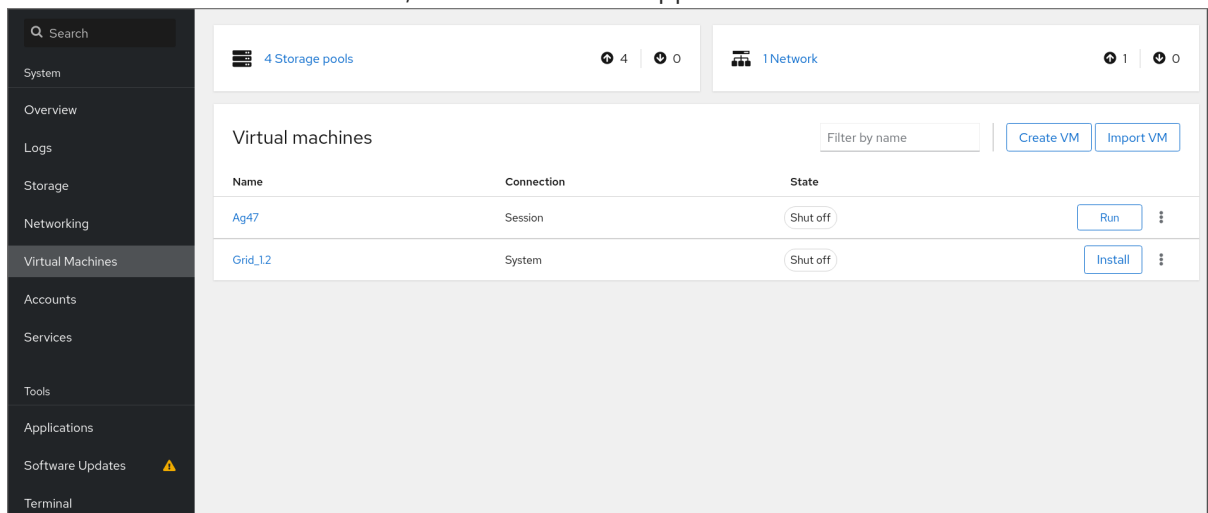 Search
System
Overview
Logs
Storage
Networking
Virtual Machines
Accounts
Services
Tools
Applications
Software Updates
Terminal
4 Storage pools 4 0
1 Network 1 0
Virtual machines Filter by name Create VM Import VM
Name Connection State
Ag47 Session Shut off Run
Grid_1.2 System Shut off Install